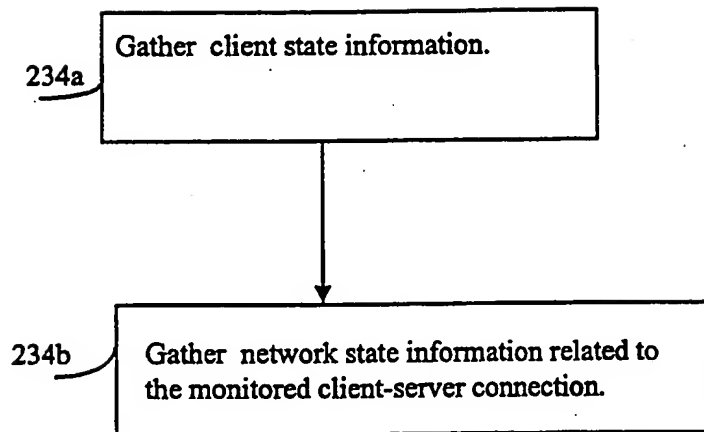 Gather client state information.
234a
234b
Gather network state information related to
the monitored client-server connection.